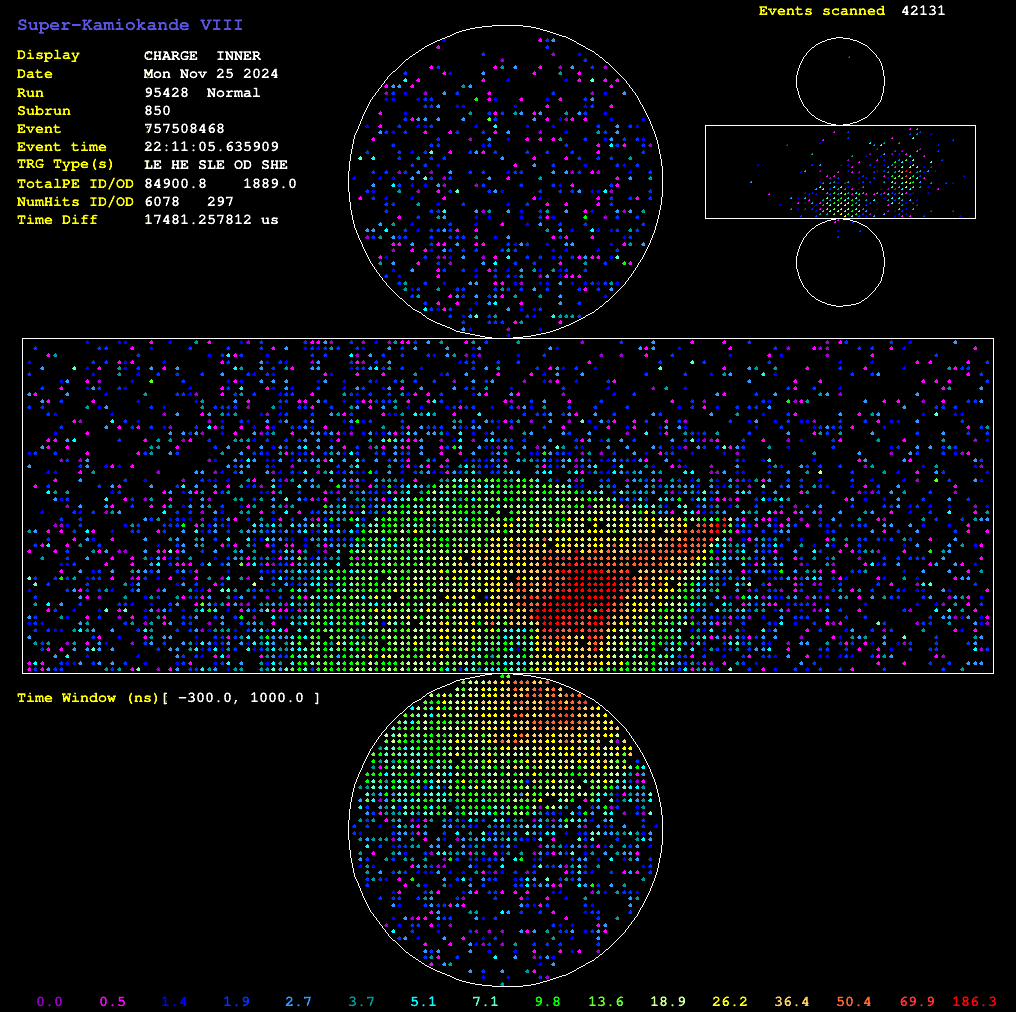 Super-Kamiokande VIII
Events scanned 42131
Display CHARGE INNER
Date Mon Nov 25 2024
Run 95428 Normal
Subrun 850
Event 757508468
Event time 22:11:05.635909
TRG Type(s) LE HE SLE OD SHE
TotalPE ID/OD 84900.8 1889.0
NumHits ID/OD 6078 297
Time Diff 17481.257812 us
Time Window (ns)[ -300.0, 1000.0 ]
0.0 0.5 1.4 1.9 2.7 3.7 5.1 7.1 9.8 13.6 18.9 26.2 36.4 50.4 69.9 186.3